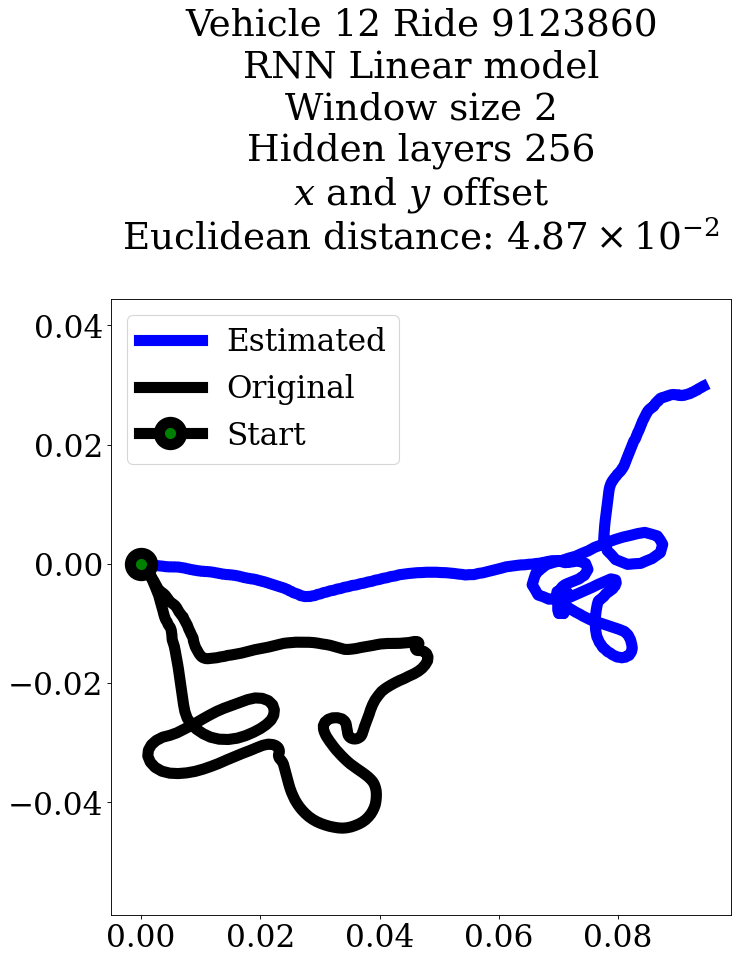 Vehicle 12 Ride 9123860
RNN Linear model
Window size 2
Hidden layers 256
x and y offset
Euclidean distance: 4.87 × 10⁻²
Estimated
Original
Start
0.04
0.02
0.00
−0.02
−0.04
0.00 0.02 0.04 0.06 0.08